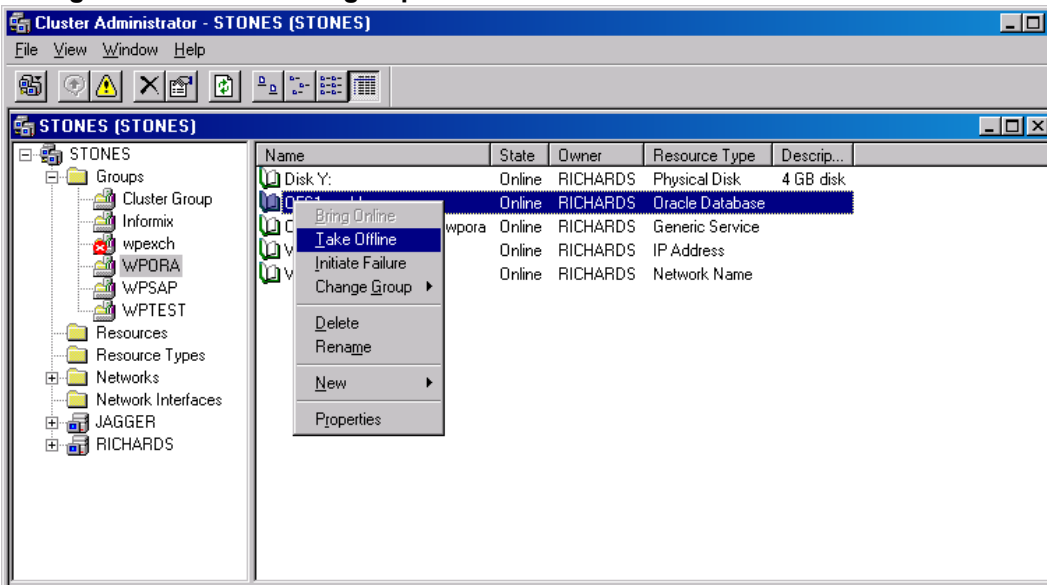 Cluster Administrator - STONES (STONES)
File View Window Help
STONES (STONES)
STONES
Groups
Cluster Group
Informix
wpexch
WPORA
WPSAP
WPTEST
Resources
Resource Types
Networks
Network Interfaces
JAGGER
RICHARDS
Name State Owner Resource Type Descrip...
Disk Y: Online RICHARDS Physical Disk 4 GB disk
Online RICHARDS Oracle Database
wpora Online RICHARDS Generic Service
V Online RICHARDS IP Address
V Online RICHARDS Network Name
Bring Online
Take Offline
Initiate Failure
Change Group
Delete
Rename
New
Properties